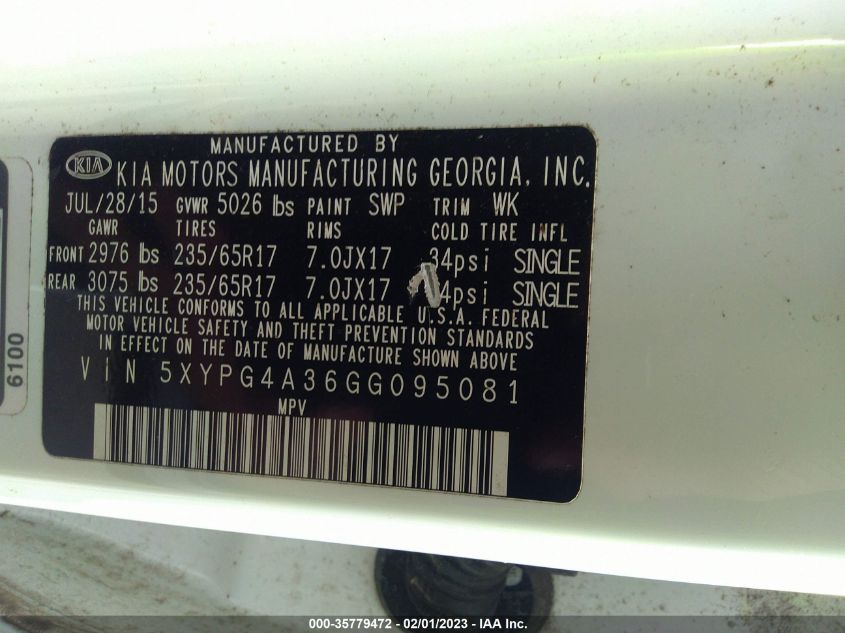 MANUFACTURED BY
KIA KIA MOTORS MANUFACTURING GEORGIA, INC.
JUL/28/15 GVWR 5026 lbs PAINT SWP TRIM WK
GAWR TIRES RIMS COLD TIRE INFL
FRONT 2976 lbs 235/65R17 7.0JX17 34psi SINGLE
REAR 3075 lbs 235/65R17 7.0JX17 4psi SINGLE
THIS VEHICLE CONFORMS TO ALL APPLICABLE U.S.A. FEDERAL
MOTOR VEHICLE SAFETY AND THEFT PREVENTION STANDARDS
IN EFFECT ON THE DATE OF MANUFACTURE SHOWN ABOVE
VIN 5XYPG4A36GG095081
MPV
6100
000-35779472 - 02/01/2023 - IAA Inc.